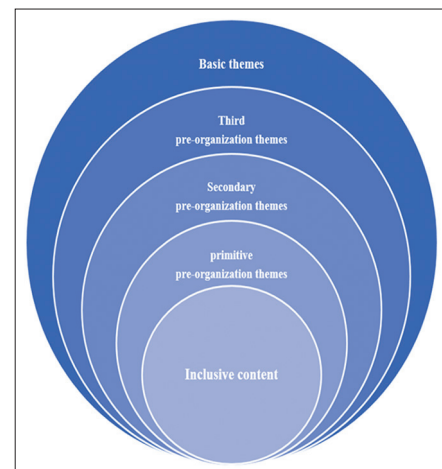 Basic themes
Third
pre-organization themes
Secondary
pre-organization themes
primitive
pre-organization themes
Inclusive content